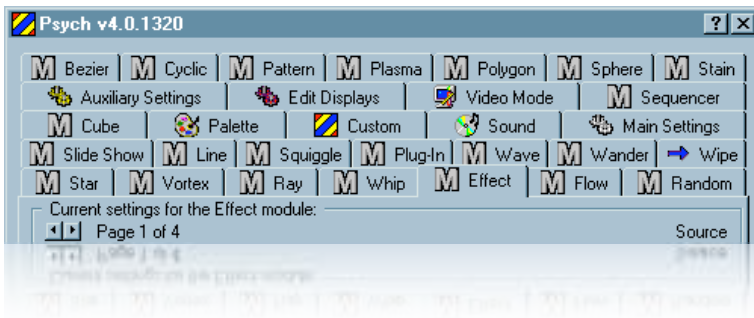 Psych v4.0.1320
Bezier Cyclic Pattern Plasma Polygon Sphere Stain
Auxiliary Settings Edit Displays Video Mode Sequencer
Cube Palette Custom Sound Main Settings
Slide Show Line Squiggle Plug-In Wave Wander Wipe
Star Vortex Ray Whip Effect Flow Random
Current settings for the Effect module:
Page 1 of 4 Source